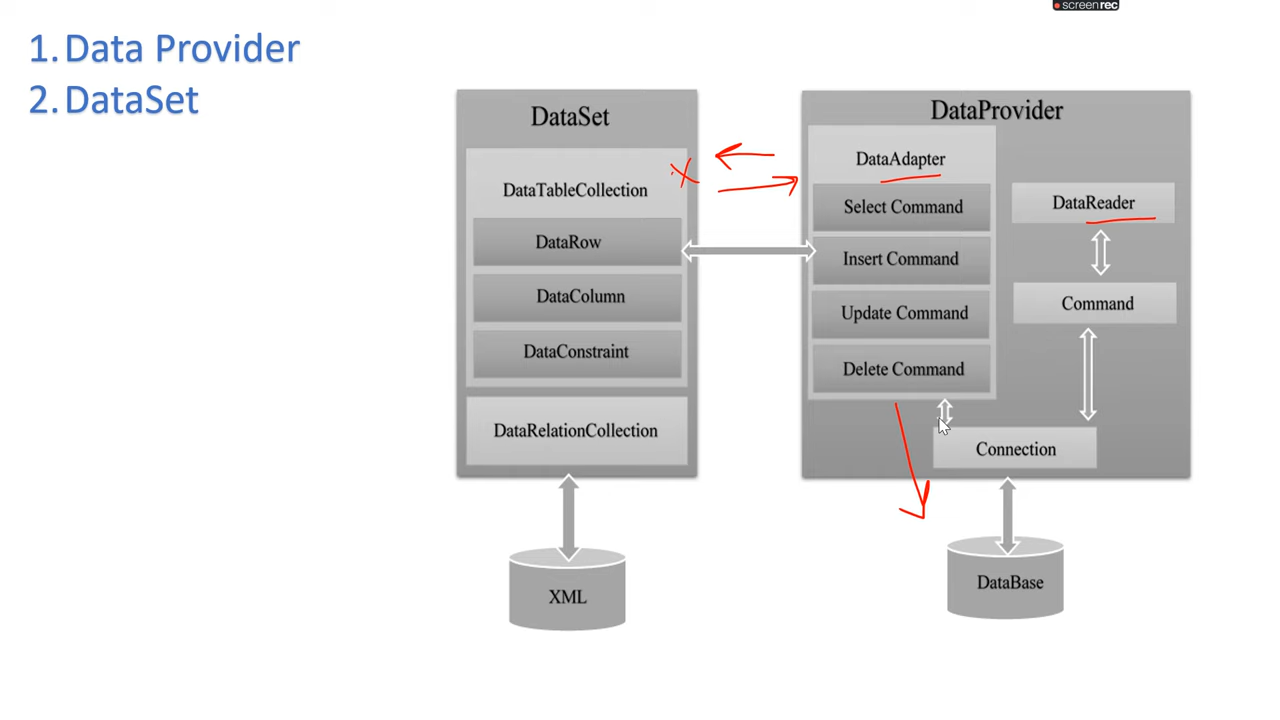 screenrec
1. Data Provider
2. DataSet
DataSet
DataTableCollection
DataRow
DataColumn
DataConstraint
DataRelationCollection
XML
DataProvider
DataAdapter
Select Command
Insert Command
Update Command
Delete Command
DataReader
Command
Connection
DataBase